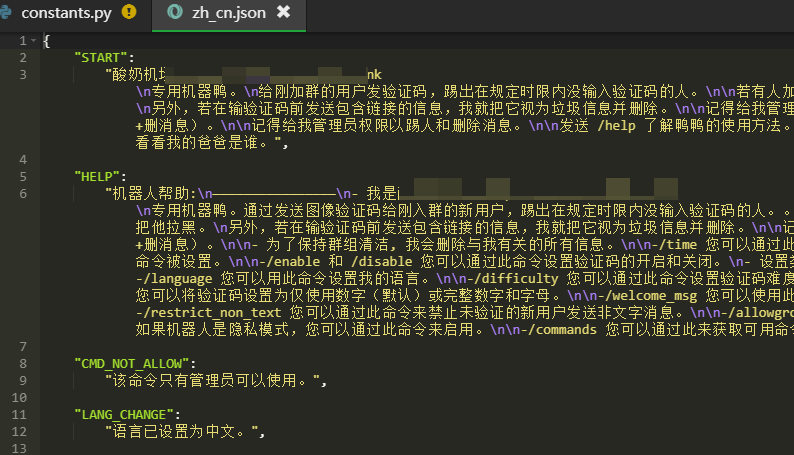 constants.py
zh_cn.json
1 {
2 "START":
3 "酸奶机 nk
\n专用机器鸭。\n给刚加群的用户发验证码，踢出在规定时限内没输入验证码的人。\n\n若有人加
\n另外，若在输验证码前发送包含链接的信息，我就把它视为垃圾信息并删除。\n\n记得给我管理
+删消息）。\n\n记得给我管理员权限以踢人和删除消息。\n\n发送 /help 了解鸭鸭的使用方法。
看看我的爸爸是谁。",
4
5 "HELP":
6 "机器人帮助:\n———————————————\n- 我是
\n专用机器鸭。通过发送图像验证码给刚入群的新用户，踢出在规定时限内没输入验证码的人。。
把他拉黑。\n另外，若在输验证码前发送包含链接的信息，我就把它视为垃圾信息并删除。\n\n记
+删消息）。\n\n- 为了保持群组清洁, 我会删除与我有关的所有信息。\n\n-/time 您可以通过此
命令被设置。\n\n-/enable 和 /disable 您可以通过此命令设置验证码的开启和关闭。\n- 设置
-/language 您可以用此命令设置我的语言。\n\n-/difficulty 您可以通过此命令设置验证码难度
您可以将验证码设置为仅使用数字（默认）或完整数字和字母。\n\n-/welcome_msg 您可以使用此
-/restrict_non_text 您可以通过此命令来禁止未验证的新用户发送非文字消息。\n\n-/allowgro
如果机器人是隐私模式，您可以通过此命令来启用。\n\n-/commands 您可以通过此来获取可用命令
7
8 "CMD_NOT_ALLOW":
9 "该命令只有管理员可以使用。",
10
11 "LANG_CHANGE":
12 "语言已设置为中文。",
13